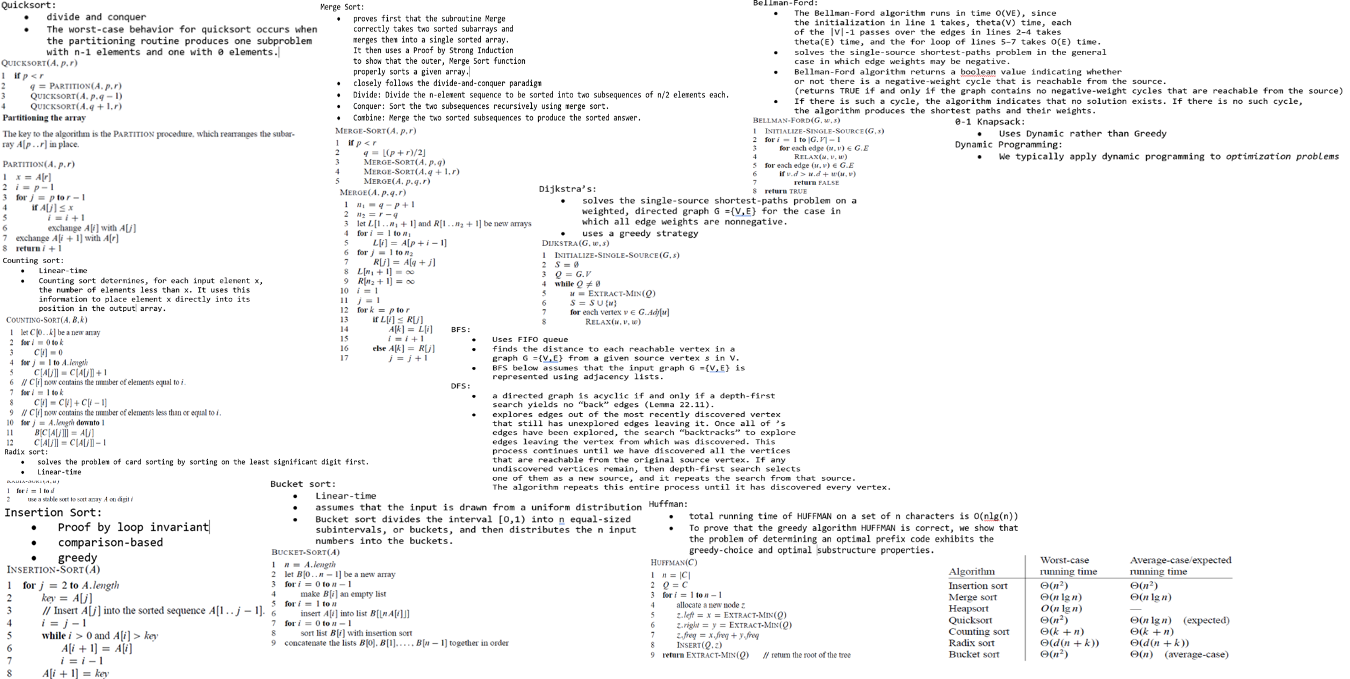 Quicksort:
• divide and conquer
• The worst-case behavior for quicksort occurs when
the partitioning routine produces one subproblem
with n-1 elements and one with 0 elements.
QUICKSORT(A, p, r)
1 if p < r
2 q = PARTITION(A, p, r)
3 QUICKSORT(A, p, q − 1)
4 QUICKSORT(A, q + 1, r)
Partitioning the array
The key to the algorithm is the PARTITION procedure, which rearranges the subar-
ray A[p . . r] in place.
PARTITION(A, p, r)
1 x = A[r]
2 i = p − 1
3 for j = p to r − 1
4 if A[j] ≤ x
5 i = i + 1
6 exchange A[i] with A[j]
7 exchange A[i + 1] with A[r]
8 return i + 1
Counting sort:
• Linear-time
• Counting sort determines, for each input element x,
the number of elements less than x. It uses this
information to place element x directly into its
position in the output array.
COUNTING-SORT(A, B, k)
1 let C[0 . . k] be a new array
2 for i = 0 to k
3 C[i] = 0
4 for j = 1 to A.length
5 C[A[j]] = C[A[j]] + 1
6 // C[i] now contains the number of elements equal to i.
7 for i = 1 to k
8 C[i] = C[i] + C[i − 1]
9 // C[i] now contains the number of elements less than or equal to i.
10 for j = A.length downto 1
11 B[C[A[j]]] = A[j]
12 C[A[j]] = C[A[j]] − 1
Radix sort:
• solves the problem of card sorting by sorting on the least significant digit first.
• Linear-time
RADIX-SORT(A, d)
1 for i = 1 to d
2 use a stable sort to sort array A on digit i
Insertion Sort:
• Proof by loop invariant
• comparison-based
• greedy
INSERTION-SORT(A)
1 for j = 2 to A.length
2 key = A[j]
3 // Insert A[j] into the sorted sequence A[1 . . j − 1].
4 i = j − 1
5 while i > 0 and A[i] > key
6 A[i + 1] = A[i]
7 i = i − 1
8 A[i + 1] = key
Merge Sort:
• proves first that the subroutine Merge
correctly takes two sorted subarrays and
merges them into a single sorted array.
It then uses a Proof by Strong Induction
to show that the outer, Merge Sort function
properly sorts a given array.
• closely follows the divide-and-conquer paradigm
• Divide: Divide the n-element sequence to be sorted into two subsequences of n/2 elements each.
• Conquer: Sort the two subsequences recursively using merge sort.
• Combine: Merge the two sorted subsequences to produce the sorted answer.
MERGE-SORT(A, p, r)
1 if p < r
2 q = ⌊(p + r)/2⌋
3 MERGE-SORT(A, p, q)
4 MERGE-SORT(A, q + 1, r)
5 MERGE(A, p, q, r)
MERGE(A, p, q, r)
1 n₁ = q − p + 1
2 n₂ = r − q
3 let L[1 . . n₁ + 1] and R[1 . . n₂ + 1] be new arrays
4 for i = 1 to n₁
5 L[i] = A[p + i − 1]
6 for j = 1 to n₂
7 R[j] = A[q + j]
8 L[n₁ + 1] = ∞
9 R[n₂ + 1] = ∞
10 i = 1
11 j = 1
12 for k = p to r
13 if L[i] ≤ R[j]
14 A[k] = L[i]
15 i = i + 1
16 else A[k] = R[j]
17 j = j + 1
Dijkstra's:
• solves the single-source shortest-paths problem on a
weighted, directed graph G ={V,E} for the case in
which all edge weights are nonnegative.
• uses a greedy strategy
DIJKSTRA(G, w, s)
1 INITIALIZE-SINGLE-SOURCE(G, s)
2 S = ∅
3 Q = G.V
4 while Q ≠ ∅
5 u = EXTRACT-MIN(Q)
6 S = S ∪ {u}
7 for each vertex v ∈ G.Adj[u]
8 RELAX(u, v, w)
BFS:
• Uses FIFO queue
• finds the distance to each reachable vertex in a
graph G ={V,E} from a given source vertex s in V.
• BFS below assumes that the input graph G ={V,E} is
represented using adjacency lists.
DFS:
• a directed graph is acyclic if and only if a depth-first
search yields no "back" edges (Lemma 22.11).
• explores edges out of the most recently discovered vertex
that still has unexplored edges leaving it. Once all of 's
edges have been explored, the search "backtracks" to explore
edges leaving the vertex from which was discovered. This
process continues until we have discovered all the vertices
that are reachable from the original source vertex. If any
undiscovered vertices remain, then depth-first search selects
one of them as a new source, and it repeats the search from that source.
The algorithm repeats this entire process until it has discovered every vertex.
Bucket sort:
• Linear-time
• assumes that the input is drawn from a uniform distribution
• Bucket sort divides the interval [0,1) into n equal-sized
subintervals, or buckets, and then distributes the n input
numbers into the buckets.
BUCKET-SORT(A)
1 n = A.length
2 let B[0 . . n − 1] be a new array
3 for i = 0 to n − 1
4 make B[i] an empty list
5 for i = 1 to n
6 insert A[i] into list B[⌊nA[i]⌋]
7 for i = 0 to n − 1
8 sort list B[i] with insertion sort
9 concatenate the lists B[0], B[1], . . . , B[n − 1] together in order
Bellman-Ford:
• The Bellman-Ford algorithm runs in time O(VE), since
the initialization in line 1 takes, theta(V) time, each
of the |V|-1 passes over the edges in lines 2-4 takes
theta(E) time, and the for loop of lines 5-7 takes O(E) time.
• solves the single-source shortest-paths problem in the general
case in which edge weights may be negative.
• Bellman-Ford algorithm returns a boolean value indicating whether
or not there is a negative-weight cycle that is reachable from the source.
(returns TRUE if and only if the graph contains no negative-weight cycles that are reachable from the source)
• If there is such a cycle, the algorithm indicates that no solution exists. If there is no such cycle,
the algorithm produces the shortest paths and their weights.
BELLMAN-FORD(G, w, s)
1 INITIALIZE-SINGLE-SOURCE(G, s)
2 for i = 1 to |G.V| − 1
3 for each edge (u, v) ∈ G.E
4 RELAX(u, v, w)
5 for each edge (u, v) ∈ G.E
6 if v.d > u.d + w(u, v)
7 return FALSE
8 return TRUE
0-1 Knapsack:
• Uses Dynamic rather than Greedy
Dynamic Programming:
• We typically apply dynamic programming to optimization problems
Huffman:
• total running time of HUFFMAN on a set of n characters is O(nlg(n))
• To prove that the greedy algorithm HUFFMAN is correct, we show that
the problem of determining an optimal prefix code exhibits the
greedy-choice and optimal substructure properties.
HUFFMAN(C)
1 n = |C|
2 Q = C
3 for i = 1 to n − 1
4 allocate a new node z
5 z.left = x = EXTRACT-MIN(Q)
6 z.right = y = EXTRACT-MIN(Q)
7 z.freq = x.freq + y.freq
8 INSERT(Q, z)
9 return EXTRACT-MIN(Q) // return the root of the tree
Worst-case Average-case/expected
Algorithm running time running time
Insertion sort Θ(n²) Θ(n²)
Merge sort Θ(n lg n) Θ(n lg n)
Heapsort O(n lg n) —
Quicksort Θ(n²) Θ(n lg n) (expected)
Counting sort Θ(k + n) Θ(k + n)
Radix sort Θ(d(n + k)) Θ(d(n + k))
Bucket sort Θ(n²) Θ(n) (average-case)